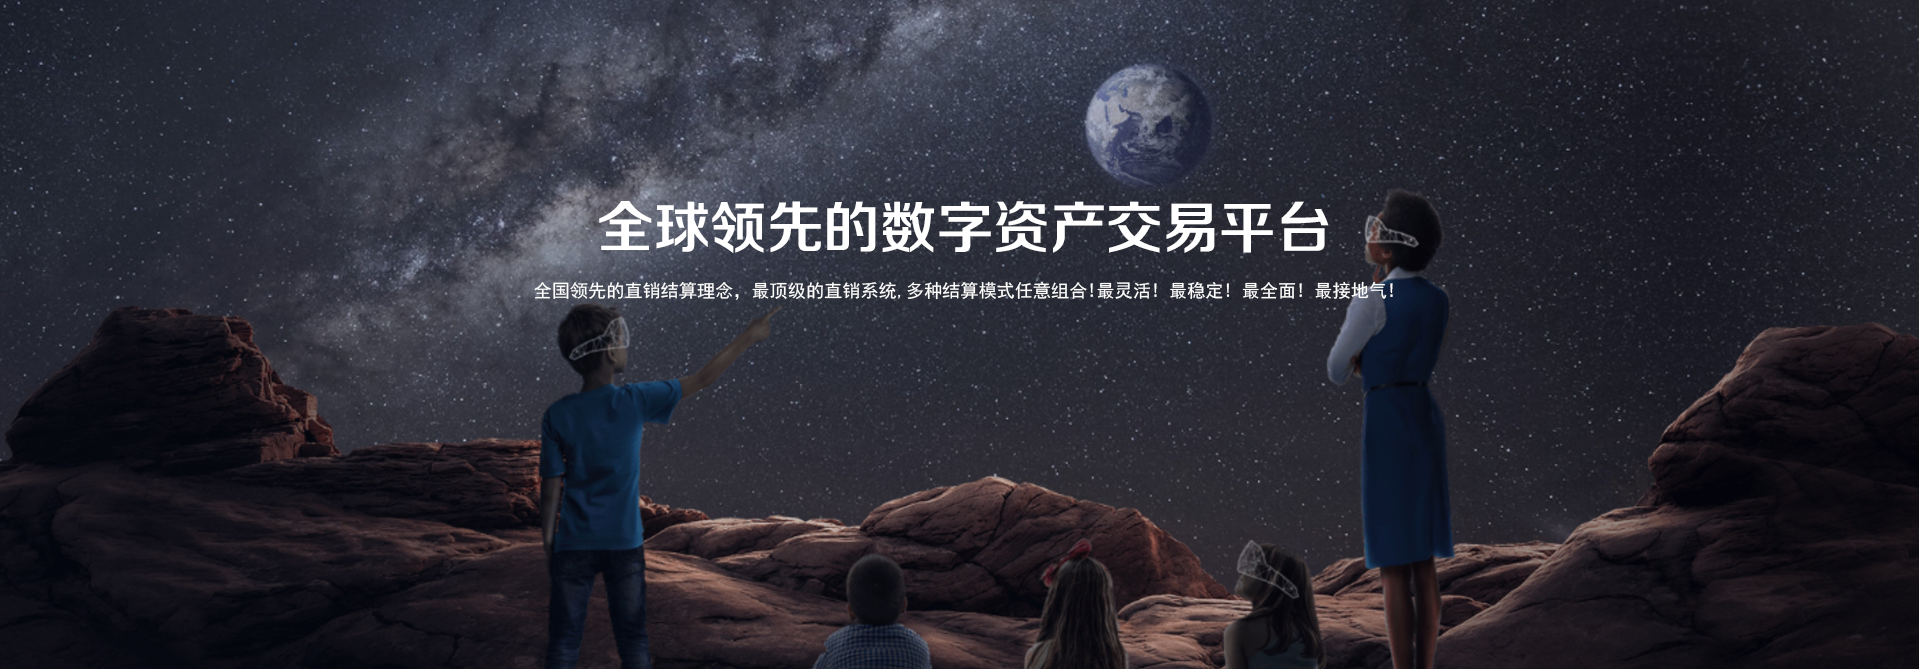 全球领先的数字资产交易平台
全国领先的直销结算理念，最顶级的直销系统,多种结算模式任意组合!最灵活！最稳定！最全面！最接地气！